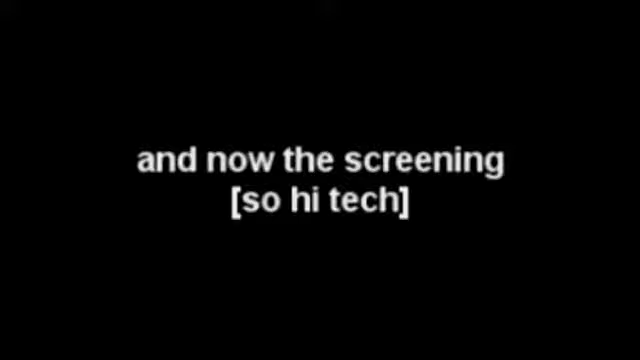 and now the screening
[so hi tech]